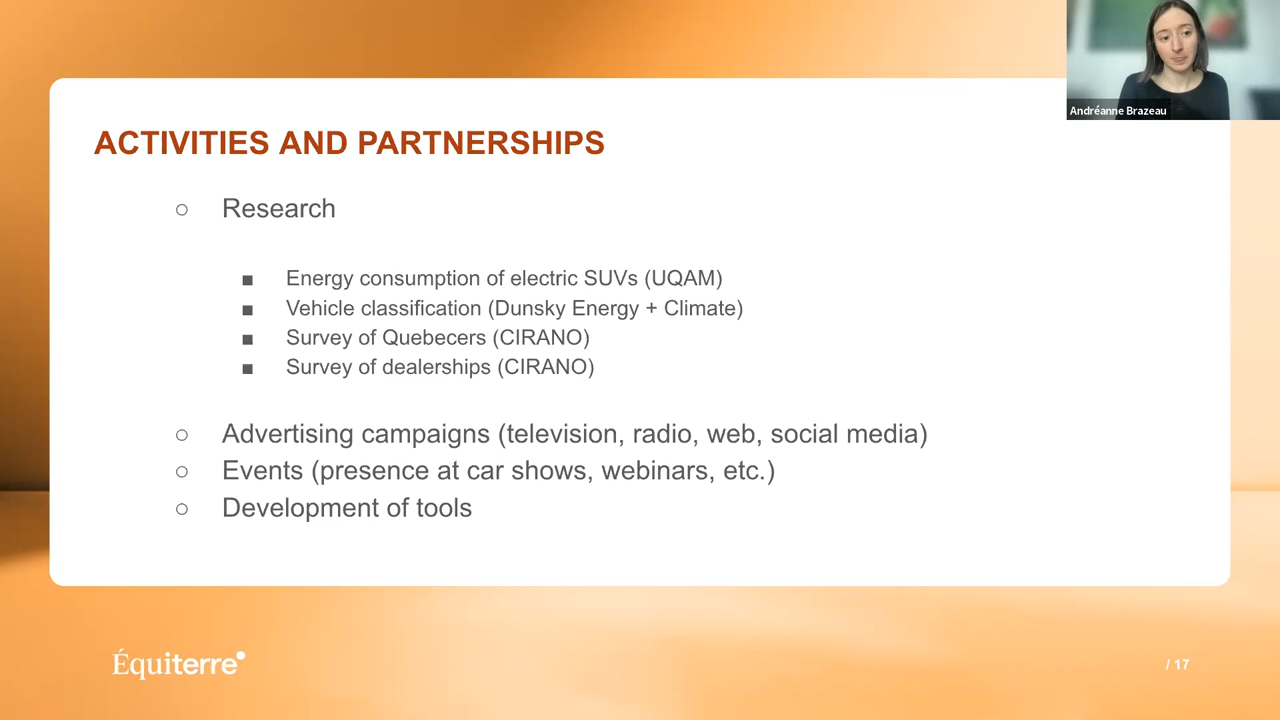 Andréanne Brazeau
ACTIVITIES AND PARTNERSHIPS
○ Research
■ Energy consumption of electric SUVs (UQAM)
■ Vehicle classification (Dunsky Energy + Climate)
■ Survey of Quebecers (CIRANO)
■ Survey of dealerships (CIRANO)
○ Advertising campaigns (television, radio, web, social media)
○ Events (presence at car shows, webinars, etc.)
○ Development of tools
Équiterre
/ 17